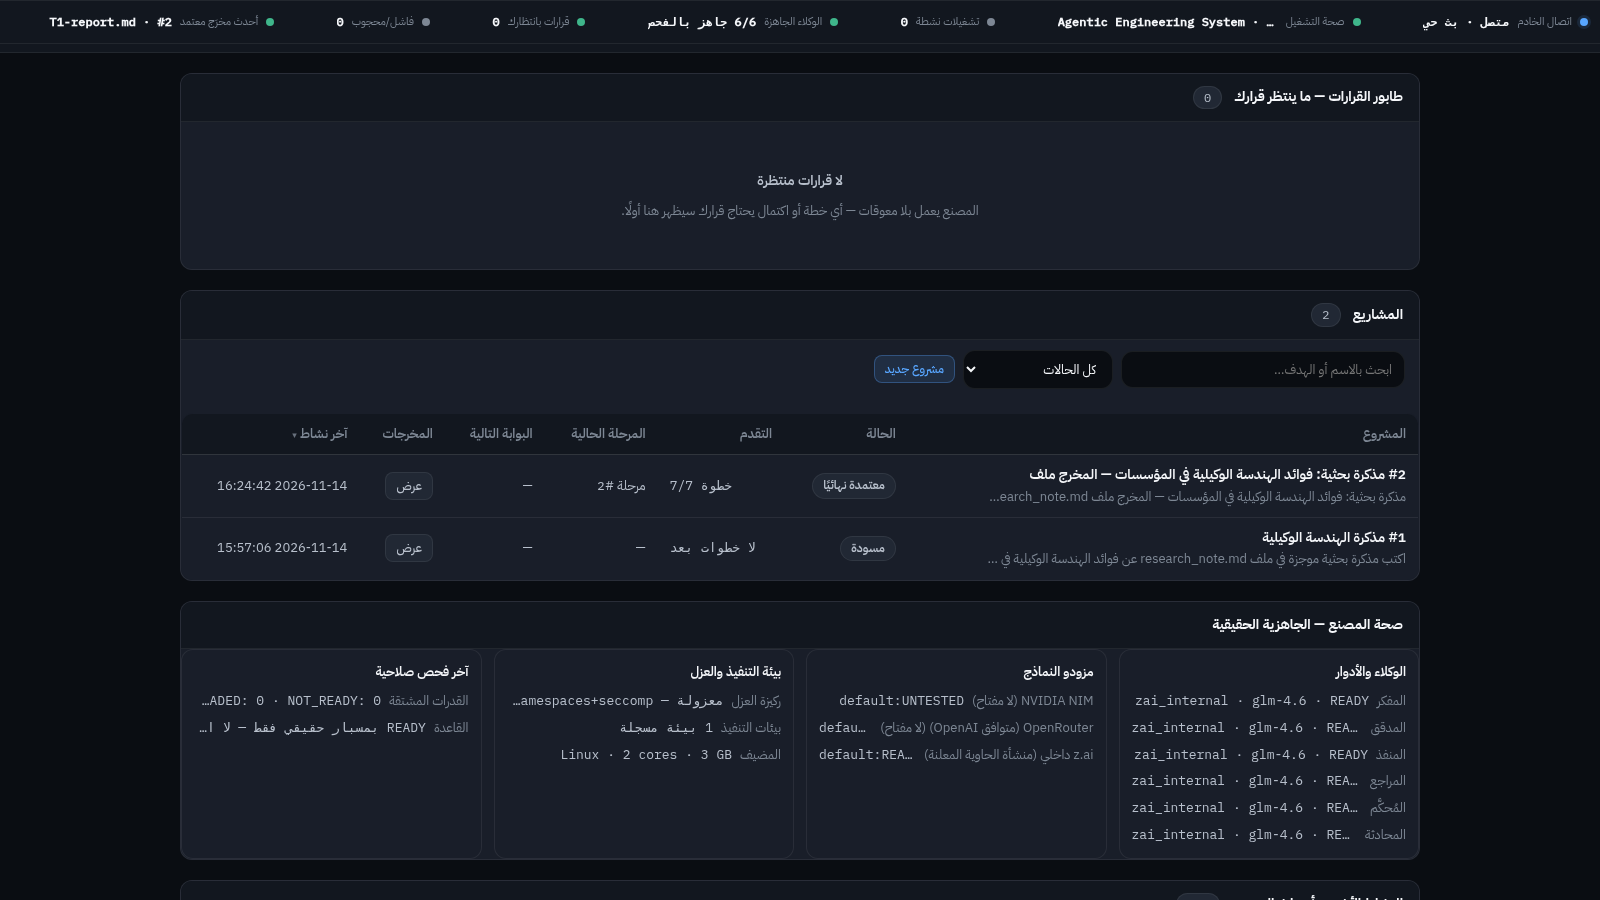 اتصال الخادم متصل · بث حي
صحة التشغيل Agentic Engineering System · …
تشغيلات نشطة 0
الوكلاء الجاهزة 6/6 جاهز بالفحص
قرارات بانتظارك 0
فاشل/محجوب 0
أحدث مخرج معتمد T1-report.md · #2
طابور القرارات — ما ينتظر قرارك 0
لا قرارات منتظرة
المصنع يعمل بلا معوقات — أي خطة أو اكتمال يحتاج قرارك سيظهر هنا أولًا.
المشاريع 2
ابحث بالاسم أو الهدف...
كل الحالات
مشروع جديد
المشروع الحالة التقدم المرحلة الحالية البوابة التالية المخرجات آخر نشاط ▾
#2 مذكرة بحثية: فوائد الهندسة الوكيلية في المؤسسات — المخرج ملف
مذكرة بحثية: فوائد الهندسة الوكيلية في المؤسسات — المخرج ملف earch_note.md…
معتمدة نهائيًا
7/7 خطوة
مرحلة #2
—
عرض
2026-11-14 16:24:42
#1 مذكرة الهندسة الوكيلية
اكتب مذكرة بحثية موجزة في ملف research_note.md عن فوائد الهندسة الوكيلية في …
مسودة
لا خطوات بعد
—
—
عرض
2026-11-14 15:57:06
صحة المصنع — الجاهزية الحقيقية
الوكلاء والأدوار
المفكر zai_internal · glm-4.6 · READY
المدقق zai_internal · glm-4.6 · REA…
المنفذ zai_internal · glm-4.6 · READY
المراجع zai_internal · glm-4.6 · REA…
المُحكَّم zai_internal · glm-4.6 · REA…
المحادثة zai_internal · glm-4.6 · RE…
مزودو النماذج
NVIDIA NIM (لا مفتاح) default:UNTESTED
OpenRouter (متوافق OpenAI) (لا مفتاح) defau…
z.ai داخلي (منشأة الحاوية المعلنة) default:REA…
بيئة التنفيذ والعزل
ركيزة العزل معزولة — amespaces+seccomp…
بيئات التنفيذ 1 بيئة مسجلة
المضيف Linux · 2 cores · 3 GB
آخر فحص صلاحية
القدرات المشتقة ADED: 0 · NOT_READY: 0…
القاعدة READY بمسبار حقيقي فقط — لا ا…